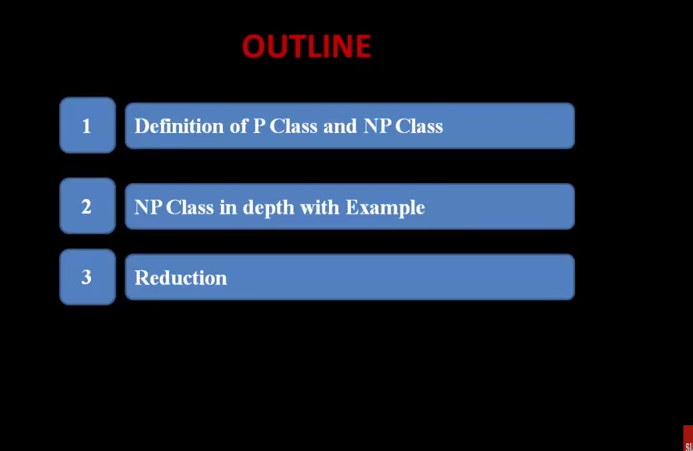 OUTLINE
1 Definition of P Class and NP Class
2 NP Class in depth with Example
3 Reduction